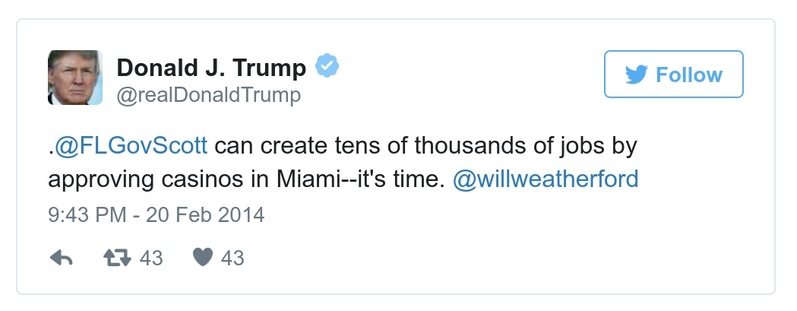 Donald J. Trump
@realDonaldTrump
Follow
.@FLGovScott can create tens of thousands of jobs by
approving casinos in Miami--it's time. @willweatherford
9:43 PM - 20 Feb 2014
43 43